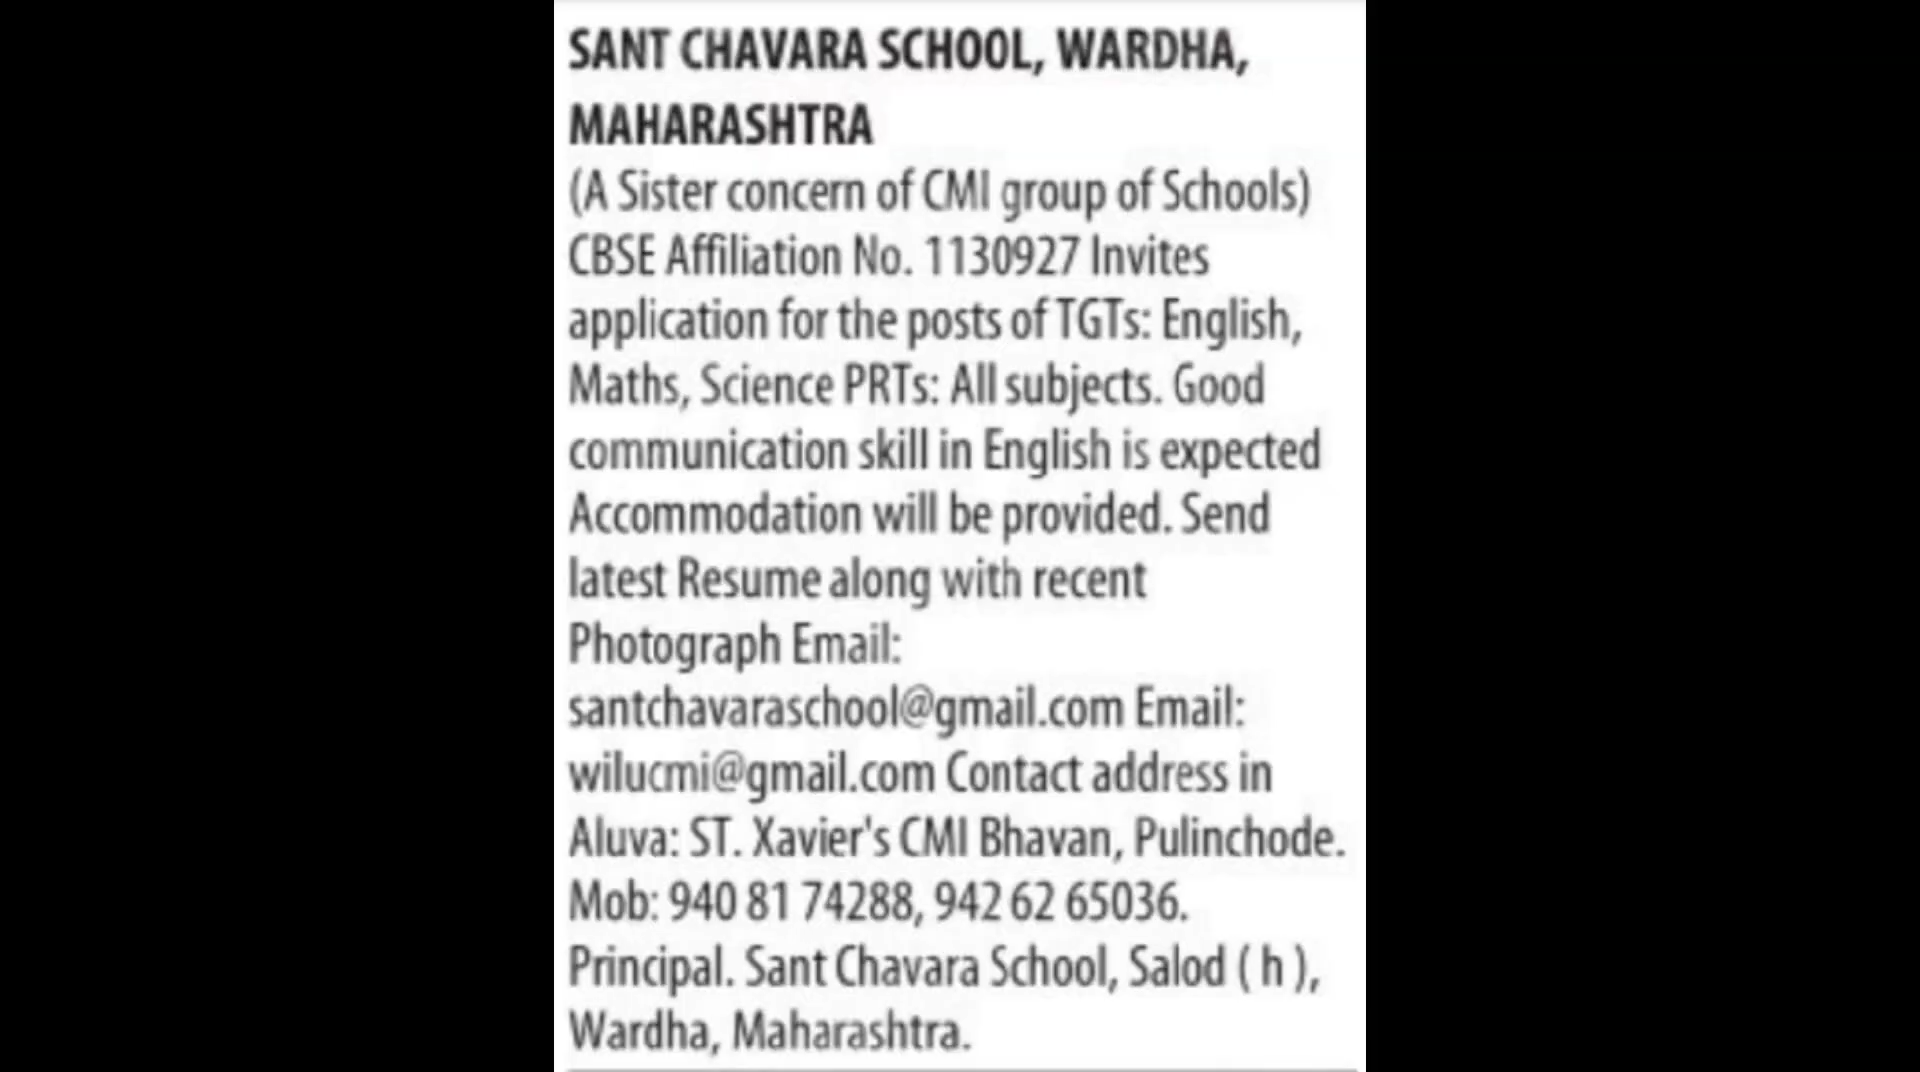 SANT CHAVARA SCHOOL, WARDHA,
MAHARASHTRA
(A Sister concern of CMI group of Schools)
CBSE Affiliation No. 1130927 Invites
application for the posts of TGTs: English,
Maths, Science PRTs: All subjects. Good
communication skill in English is expected
Accommodation will be provided. Send
latest Resume along with recent
Photograph Email:
santchavaraschool@gmail.com Email:
wilucmi@gmail.com Contact address in
Aluva: ST. Xavier's CMI Bhavan, Pulinchode.
Mob: 940 81 74288, 942 62 65036.
Principal. Sant Chavara School, Salod ( h ),
Wardha, Maharashtra.